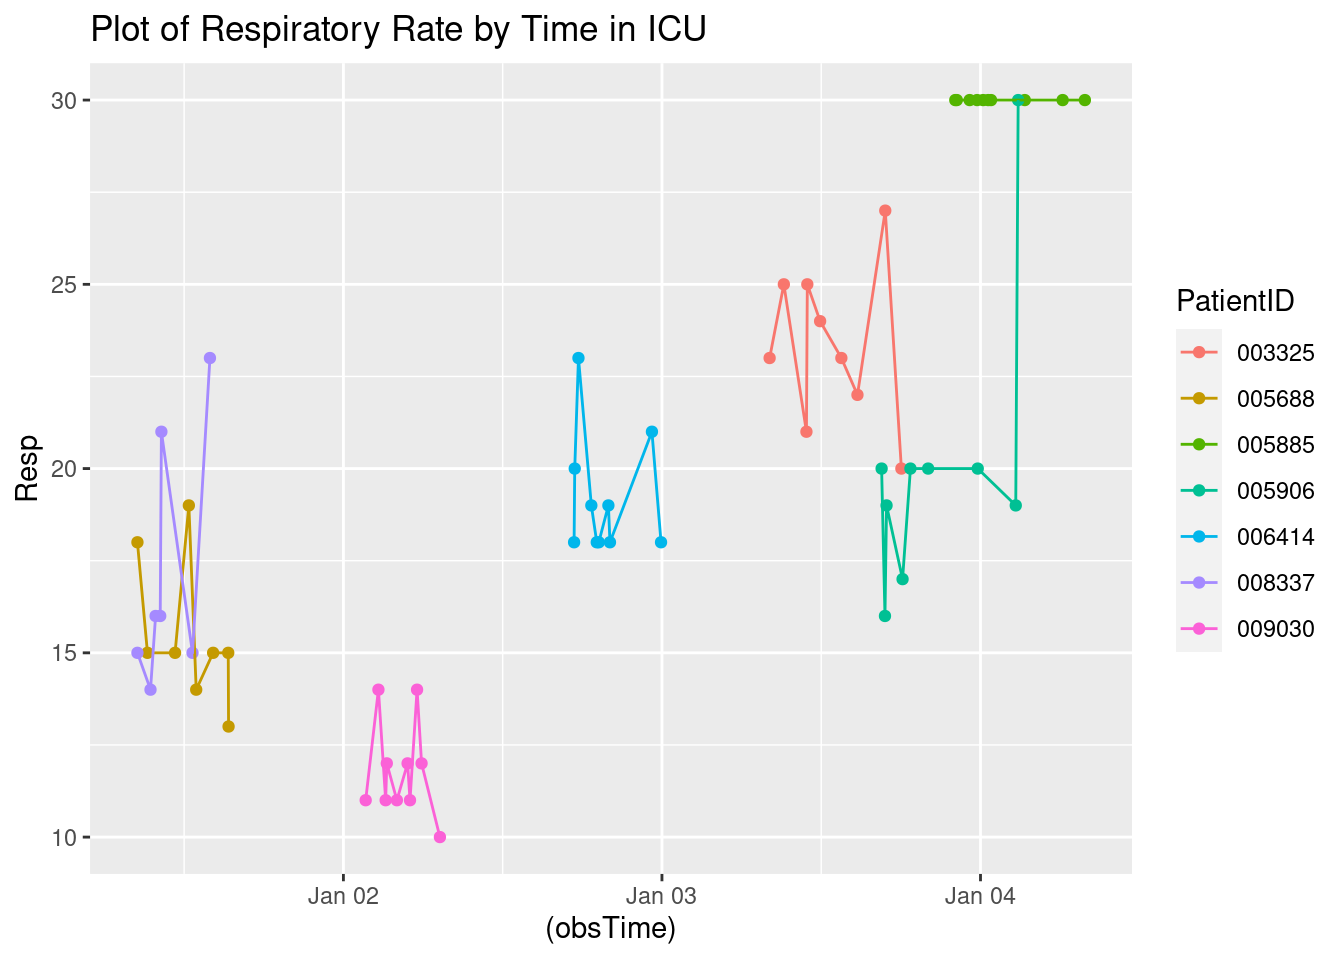 Plot of Respiratory Rate by Time in ICU
30
25
20
15
10
Resp
Jan 02
Jan 03
Jan 04
(obsTime)
PatientID
003325
005688
005885
005906
006414
008337
009030